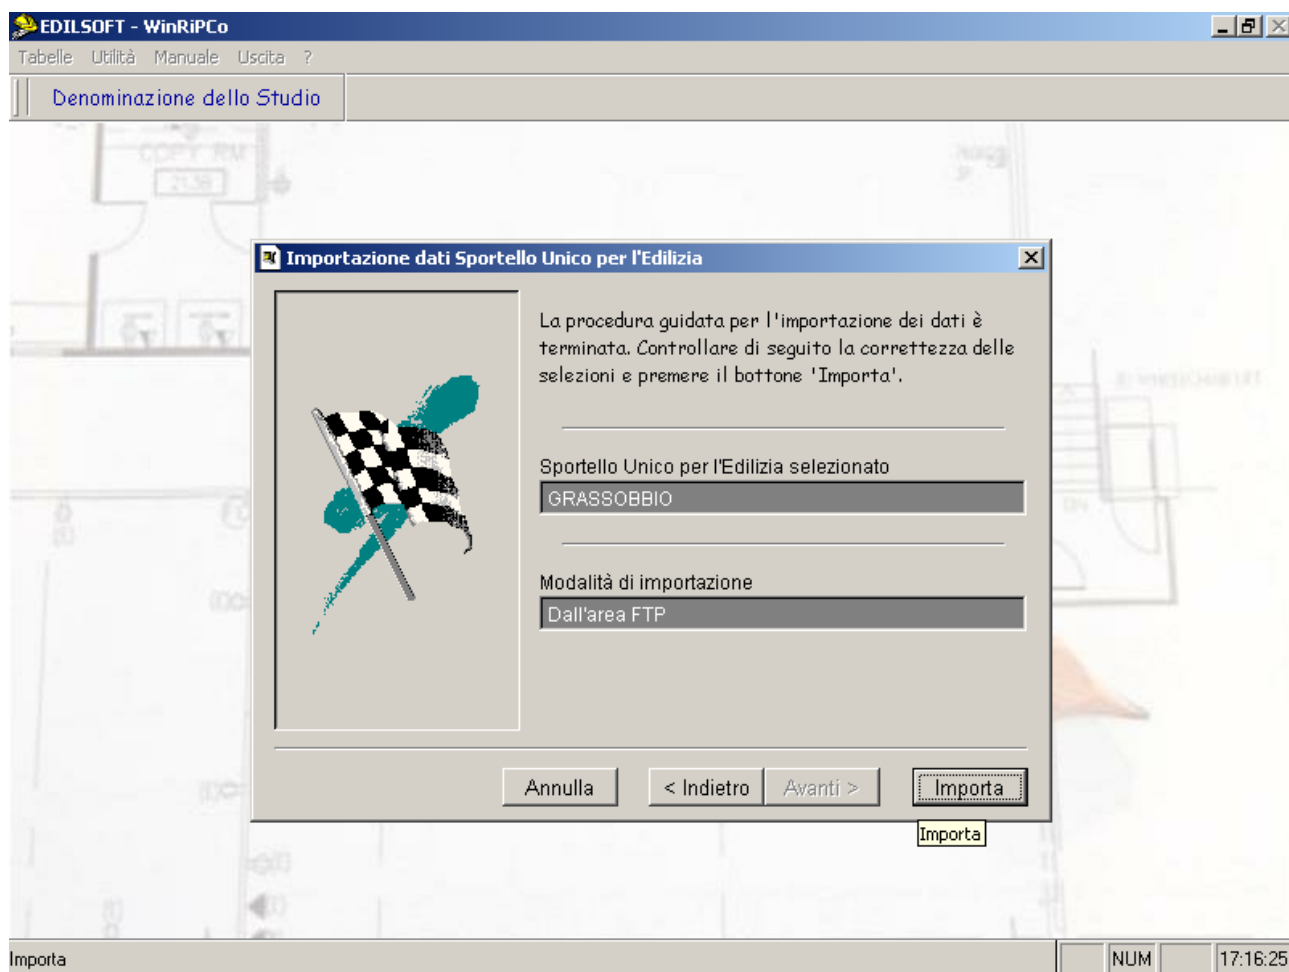 EDILSOFT - WinRiPCo
Tabelle Utilità Manuale Uscita ?
Denominazione dello Studio
COPY RM
Importazione dati Sportello Unico per l'Edilizia
La procedura guidata per l'importazione dei dati è
terminata. Controllare di seguito la correttezza delle
selezioni e premere il bottone 'Importa'.
Sportello Unico per l'Edilizia selezionato
GRASSOBBIO
Modalità di importazione
Dall'area FTP
Annulla < Indietro Avanti > Importa
Importa
Importa NUM 17:16:25